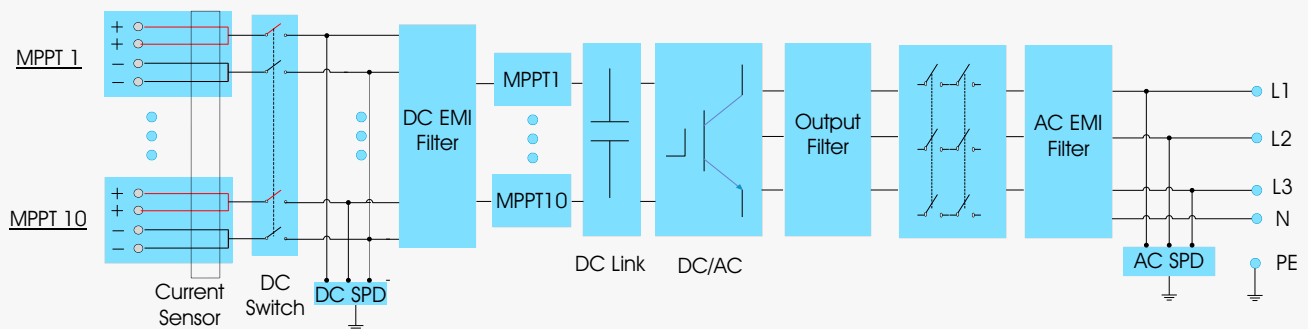 MPPT 1
+
+
−
−
MPPT 10
+
+
−
−
Current
Sensor
DC
Switch
DC SPD
DC EMI
Filter
MPPT1
MPPT10
DC Link
DC/AC
Output
Filter
AC EMI
Filter
L1
L2
L3
N
AC SPD
PE